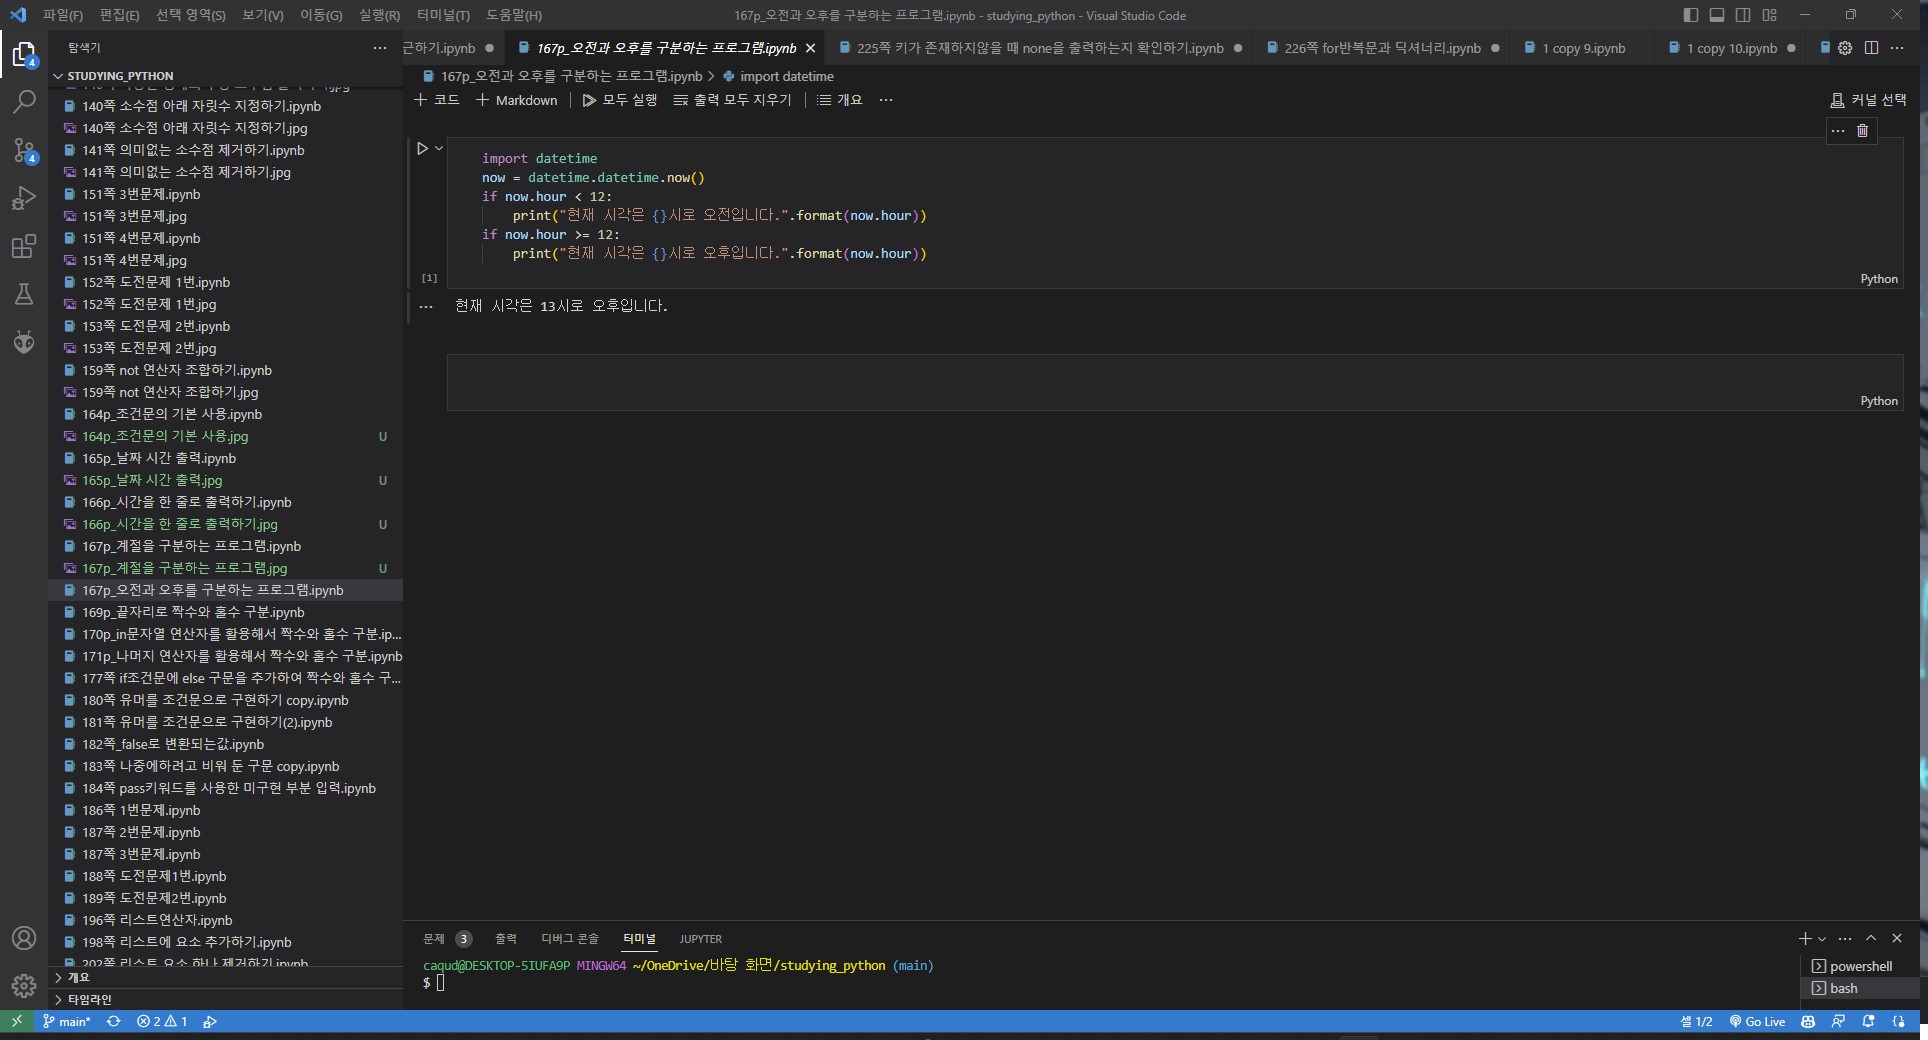 파일(F) 편집(E) 선택 영역(S) 보기(V) 이동(G) 실행(R) 터미널(T) 도움말(H)
167p_오전과 오후를 구분하는 프로그램.ipynb - studying_python - Visual Studio Code
탐색기
STUDYING_PYTHON
140쪽 소수점 아래 자릿수 지정하기.ipynb
140쪽 소수점 아래 자릿수 지정하기.jpg
141쪽 의미없는 소수점 제거하기.ipynb
141쪽 의미없는 소수점 제거하기.jpg
151쪽 3번문제.ipynb
151쪽 3번문제.jpg
151쪽 4번문제.ipynb
151쪽 4번문제.jpg
152쪽 도전문제 1번.ipynb
152쪽 도전문제 1번.jpg
153쪽 도전문제 2번.ipynb
153쪽 도전문제 2번.jpg
159쪽 not 연산자 조합하기.ipynb
159쪽 not 연산자 조합하기.jpg
164p_조건문의 기본 사용.ipynb
164p_조건문의 기본 사용.jpg U
165p_날짜 시간 출력.ipynb
165p_날짜 시간 출력.jpg U
166p_시간을 한 줄로 출력하기.ipynb
166p_시간을 한 줄로 출력하기.jpg U
167p_계절을 구분하는 프로그램.ipynb
167p_계절을 구분하는 프로그램.jpg U
167p_오전과 오후를 구분하는 프로그램.ipynb
169p_끝자리로 짝수와 홀수 구분.ipynb
170p_in문자열 연산자를 활용해서 짝수와 홀수 구분.ip...
171p_나머지 연산자를 활용해서 짝수와 홀수 구분.ipynb
177쪽 if조건문에 else 구문을 추가하여 짝수와 홀수 구...
180쪽 유머를 조건문으로 구현하기 copy.ipynb
181쪽 유머를 조건문으로 구현하기(2).ipynb
182쪽_false로 변환되는값.ipynb
183쪽 나중에하려고 비워 둔 구문 copy.ipynb
184쪽 pass키워드를 사용한 미구현 부분 입력.ipynb
186쪽 1번문제.ipynb
187쪽 2번문제.ipynb
187쪽 3번문제.ipynb
188쪽 도전문제1번.ipynb
189쪽 도전문제2번.ipynb
196쪽 리스트연산자.ipynb
198쪽 리스트에 요소 추가하기.ipynb
202쪽 리스트 요소 하나 제거하기.ipynb
개요
타임라인
근하기.ipynb 167p_오전과 오후를 구분하는 프로그램.ipynb 225쪽 키가 존재하지않을 때 none을 출력하는지 확인하기.ipynb 226쪽 for반복문과 딕셔너리.ipynb 1 copy 9.ipynb 1 copy 10.ipynb
167p_오전과 오후를 구분하는 프로그램.ipynb > import datetime
코드 Markdown 모두 실행 출력 모두 지우기 개요 ... 커널 선택
import datetime
now = datetime.datetime.now()
if now.hour < 12:
print("현재 시각은 {}시로 오전입니다.".format(now.hour))
if now.hour >= 12:
print("현재 시각은 {}시로 오후입니다.".format(now.hour))
[1]
Python
현재 시각은 13시로 오후입니다.
Python
문제 3 출력 디버그 콘솔 터미널 JUPYTER
caqud@DESKTOP-5IUFA9P MINGW64 ~/OneDrive/바탕 화면/studying_python (main)
$
powershell
bash
4
4
main* 2 1 셀 1/2 Go Live